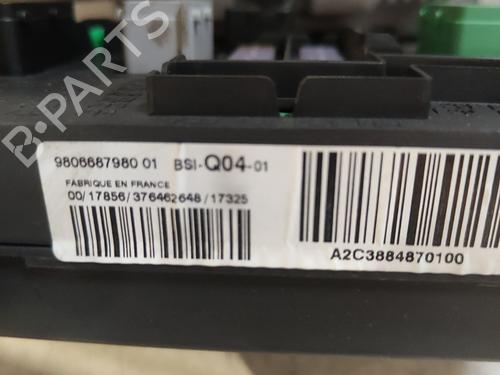 B-PARTS
9806687980 01 BSI-Q04-01
FABRIQUE EN FRANCE
00/17856/376462648/17325
A2C3884870100